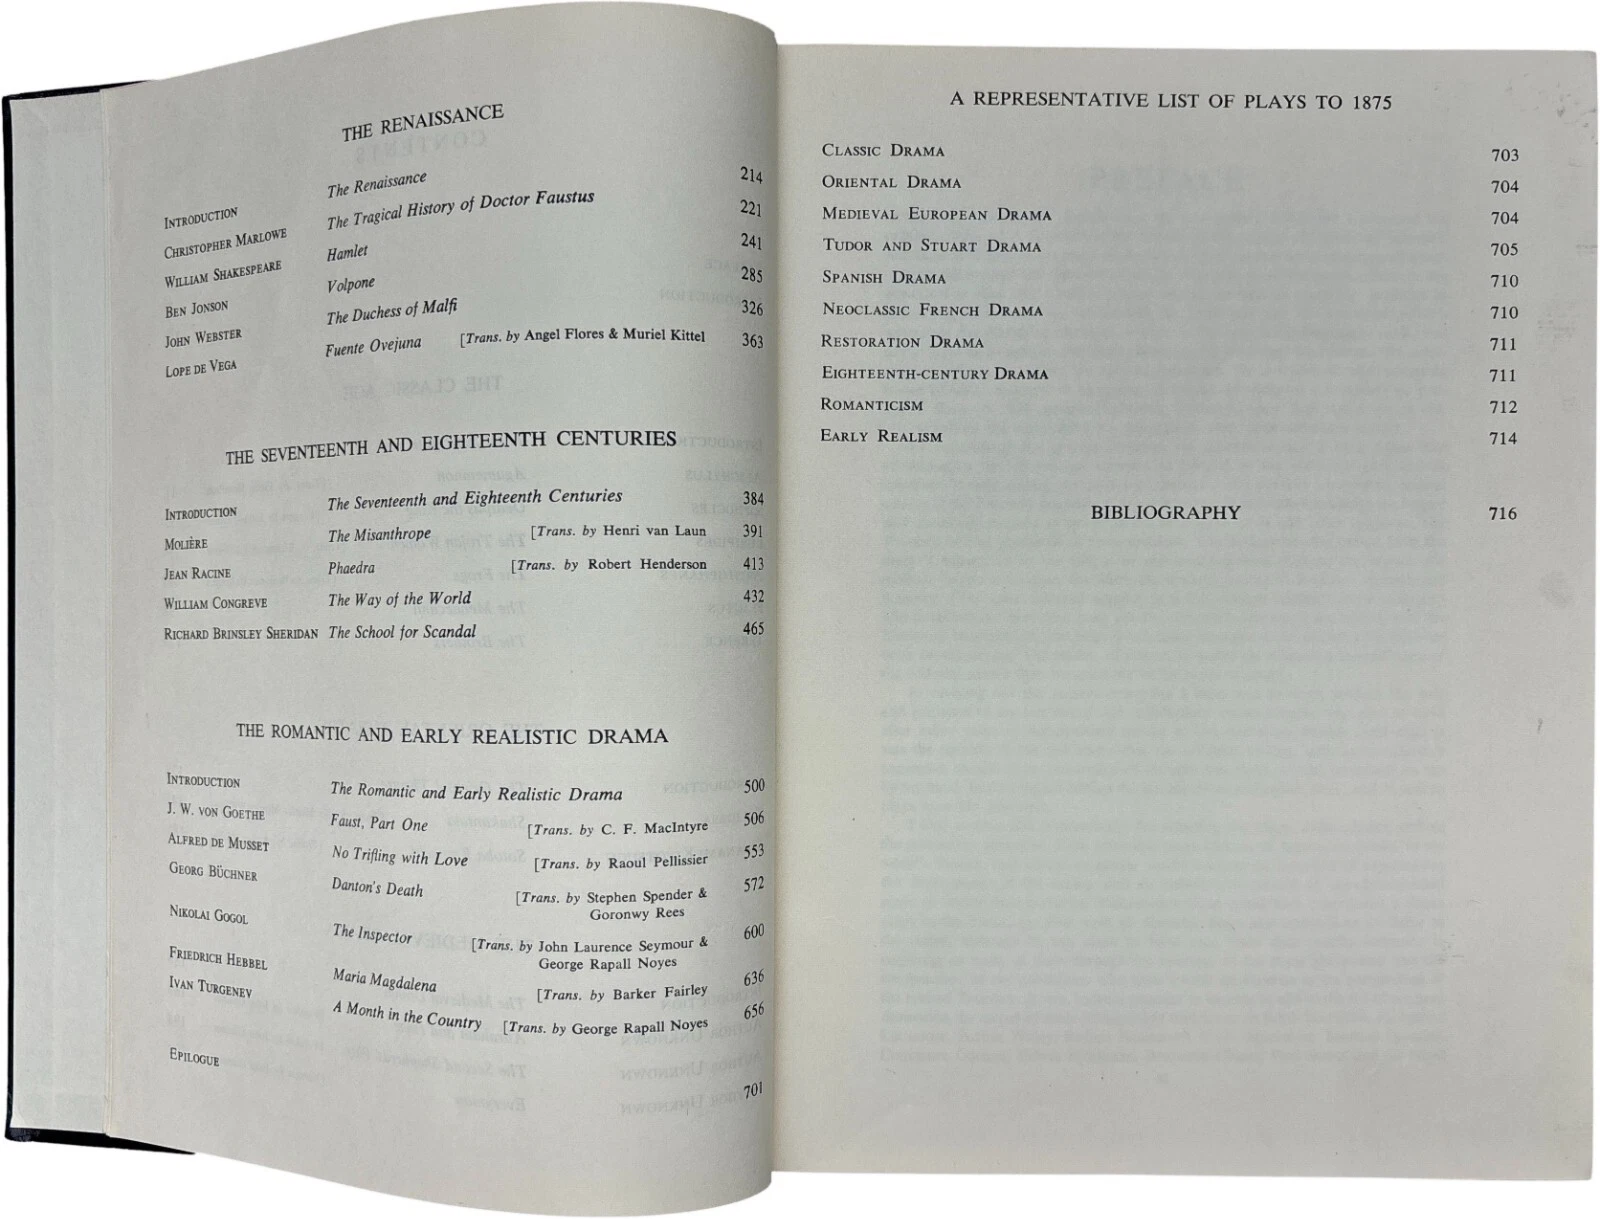 THE RENAISSANCE
INTRODUCTION The Renaissance 214
CHRISTOPHER MARLOWE The Tragical History of Doctor Faustus 221
WILLIAM SHAKESPEARE Hamlet 241
BEN JONSON Volpone 285
JOHN WEBSTER The Duchess of Malfi 326
LOPE DE VEGA Fuente Ovejuna [Trans. by Angel Flores & Muriel Kittel 363
THE SEVENTEENTH AND EIGHTEENTH CENTURIES
INTRODUCTION The Seventeenth and Eighteenth Centuries 384
MOLIÈRE The Misanthrope [Trans. by Henri van Laun 391
JEAN RACINE Phaedra [Trans. by Robert Henderson 413
WILLIAM CONGREVE The Way of the World 432
RICHARD BRINSLEY SHERIDAN The School for Scandal 465
THE ROMANTIC AND EARLY REALISTIC DRAMA
INTRODUCTION The Romantic and Early Realistic Drama 500
J. W. VON GOETHE Faust, Part One [Trans. by C. F. MacIntyre 506
ALFRED DE MUSSET No Trifling with Love [Trans. by Raoul Pellissier 553
GEORG BÜCHNER Danton's Death [Trans. by Stephen Spender & 572
Goronwy Rees
NIKOLAI GOGOL The Inspector [Trans. by John Laurence Seymour & 600
George Rapall Noyes
FRIEDRICH HEBBEL Maria Magdalena [Trans. by Barker Fairley 636
IVAN TURGENEV A Month in the Country [Trans. by George Rapall Noyes 656
EPILOGUE 701
A REPRESENTATIVE LIST OF PLAYS TO 1875
CLASSIC DRAMA 703
ORIENTAL DRAMA 704
MEDIEVAL EUROPEAN DRAMA 704
TUDOR AND STUART DRAMA 705
SPANISH DRAMA 710
NEOCLASSIC FRENCH DRAMA 710
RESTORATION DRAMA 711
EIGHTEENTH-CENTURY DRAMA 711
ROMANTICISM 712
EARLY REALISM 714
BIBLIOGRAPHY 716